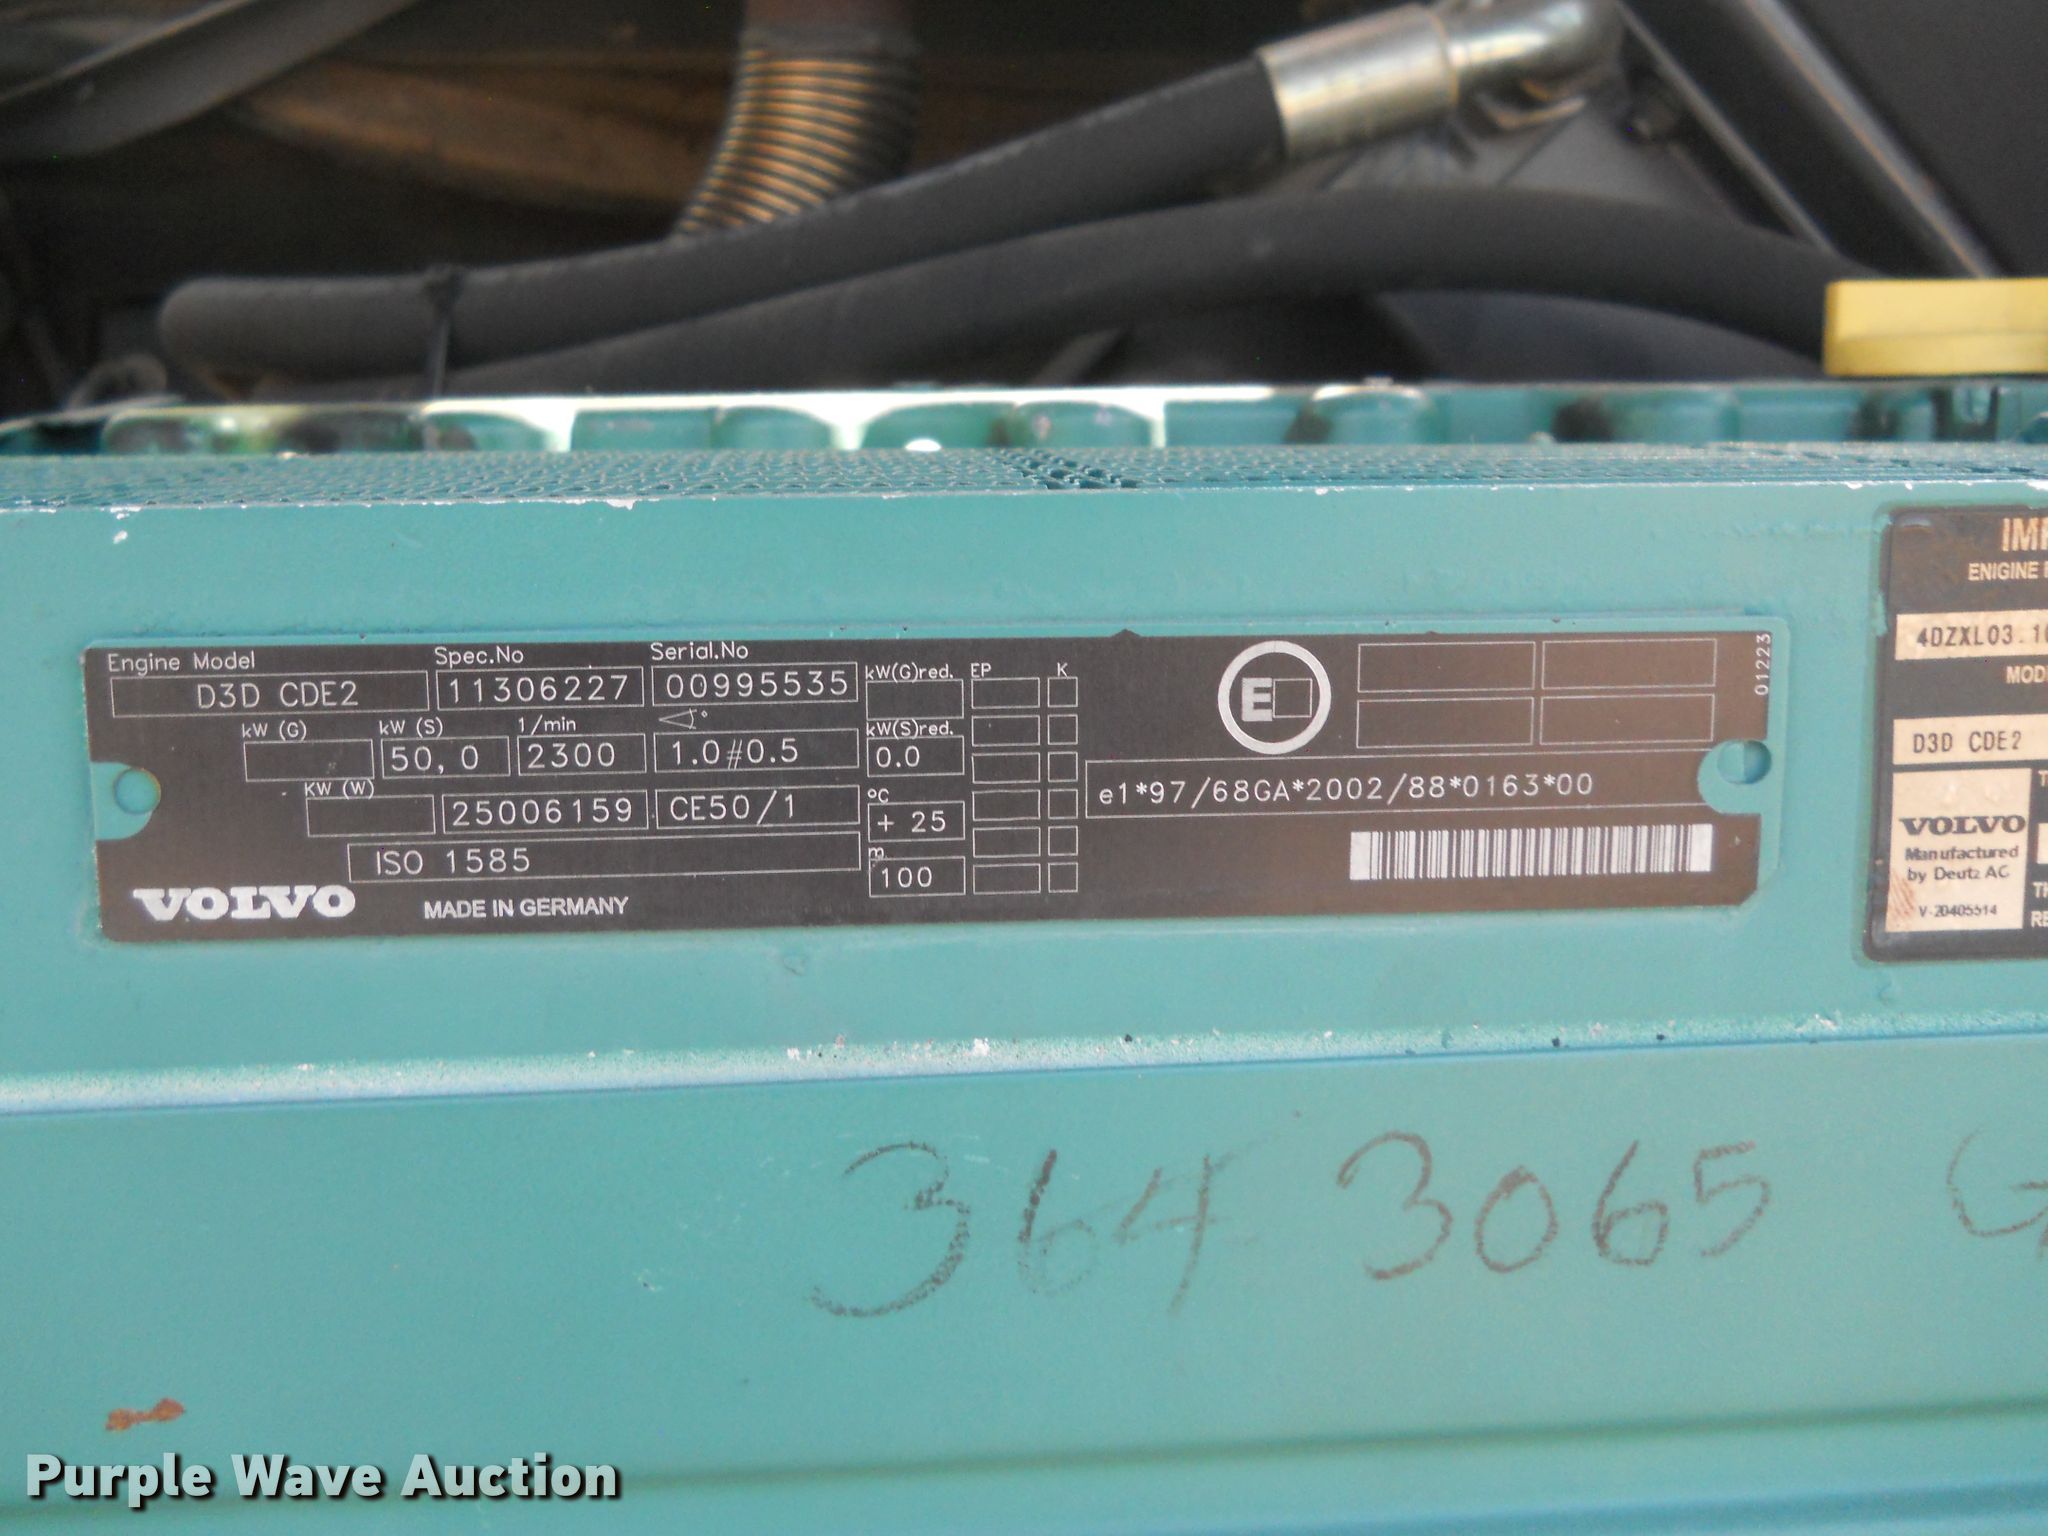 Engine Model Spec.No Serial.No
D3D CDE2 11306227 00995535
kW (G) kW (S) 1/min °
50,0 2300 1.0#0.5
KW (W)
25006159 CE50/1
ISO 1585
VOLVO MADE IN GERMANY
kW(G)red. EP K
kW(S)red.
0.0
°C
+ 25
m
100
E
e1*97/68GA*2002/88*0163*00
01223
ENIGINE
4DZXL03.
D3D CDE2
VOLVO
Manufactured
by Deutz AC
V-20405514
364 3065
Purple Wave Auction